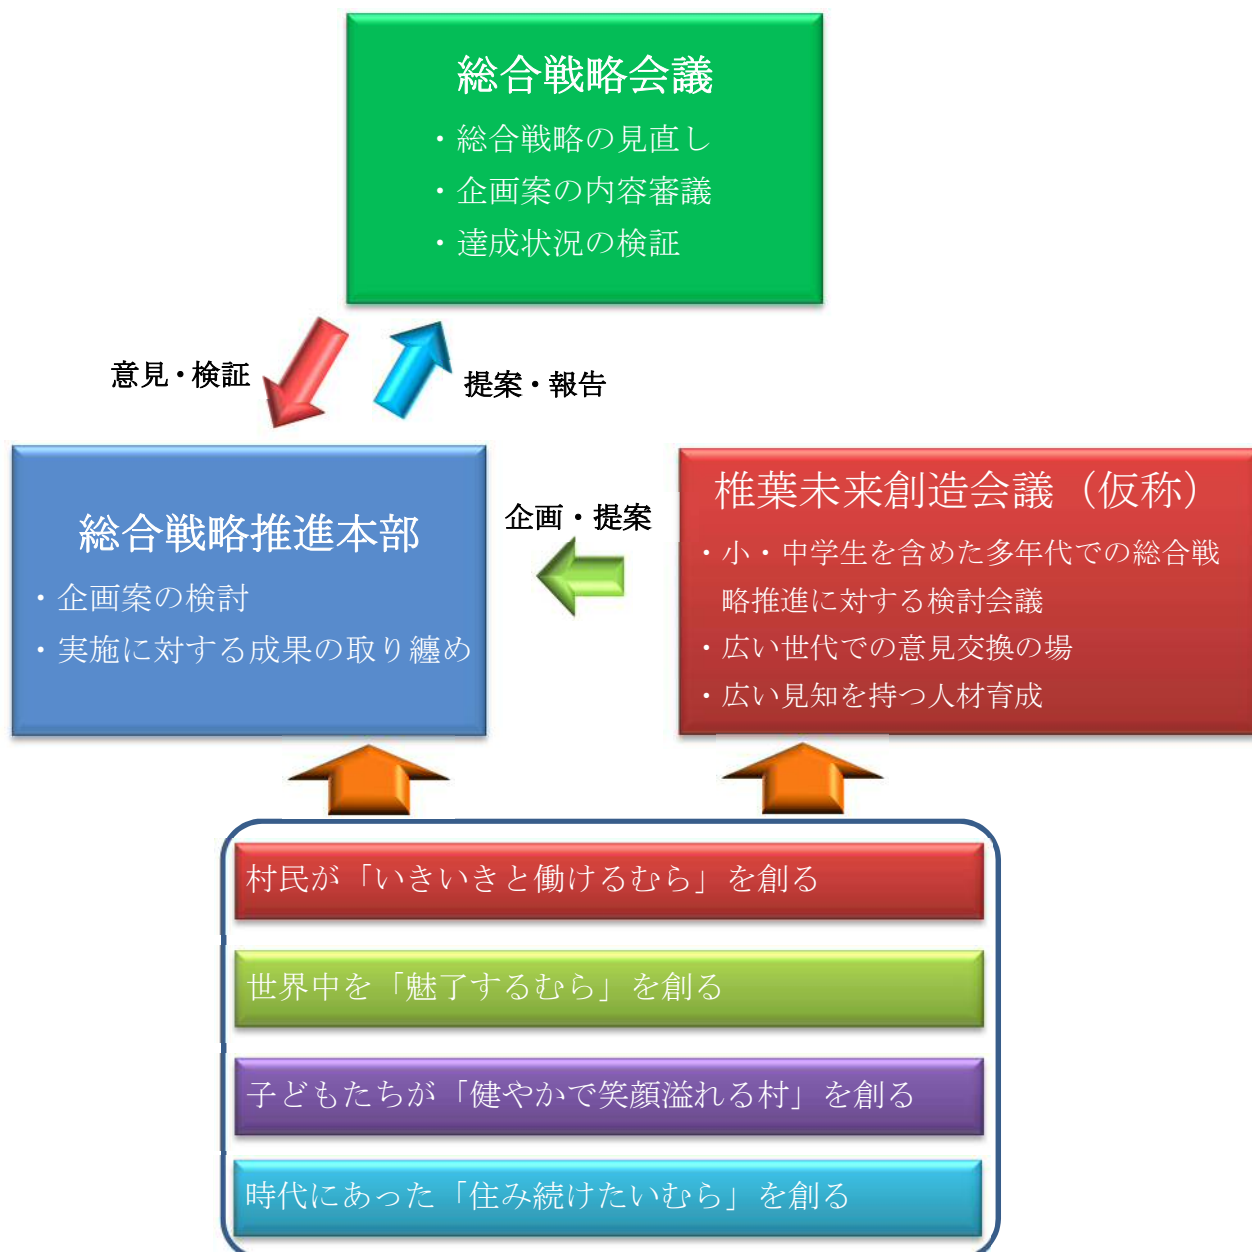 総合戦略会議
・総合戦略の見直し
・企画案の内容審議
・達成状況の検証
意見・検証
提案・報告
総合戦略推進本部
・企画案の検討
・実施に対する成果の取り纏め
企画・提案
椎葉未来創造会議（仮称）
・小・中学生を含めた多年代での総合戦
略推進に対する検討会議
・広い世代での意見交換の場
・広い見知を持つ人材育成
村民が「いきいきと働けるむら」を創る
世界中を「魅了するむら」を創る
子どもたちが「健やかで笑顔溢れる村」を創る
時代にあった「住み続けたいむら」を創る